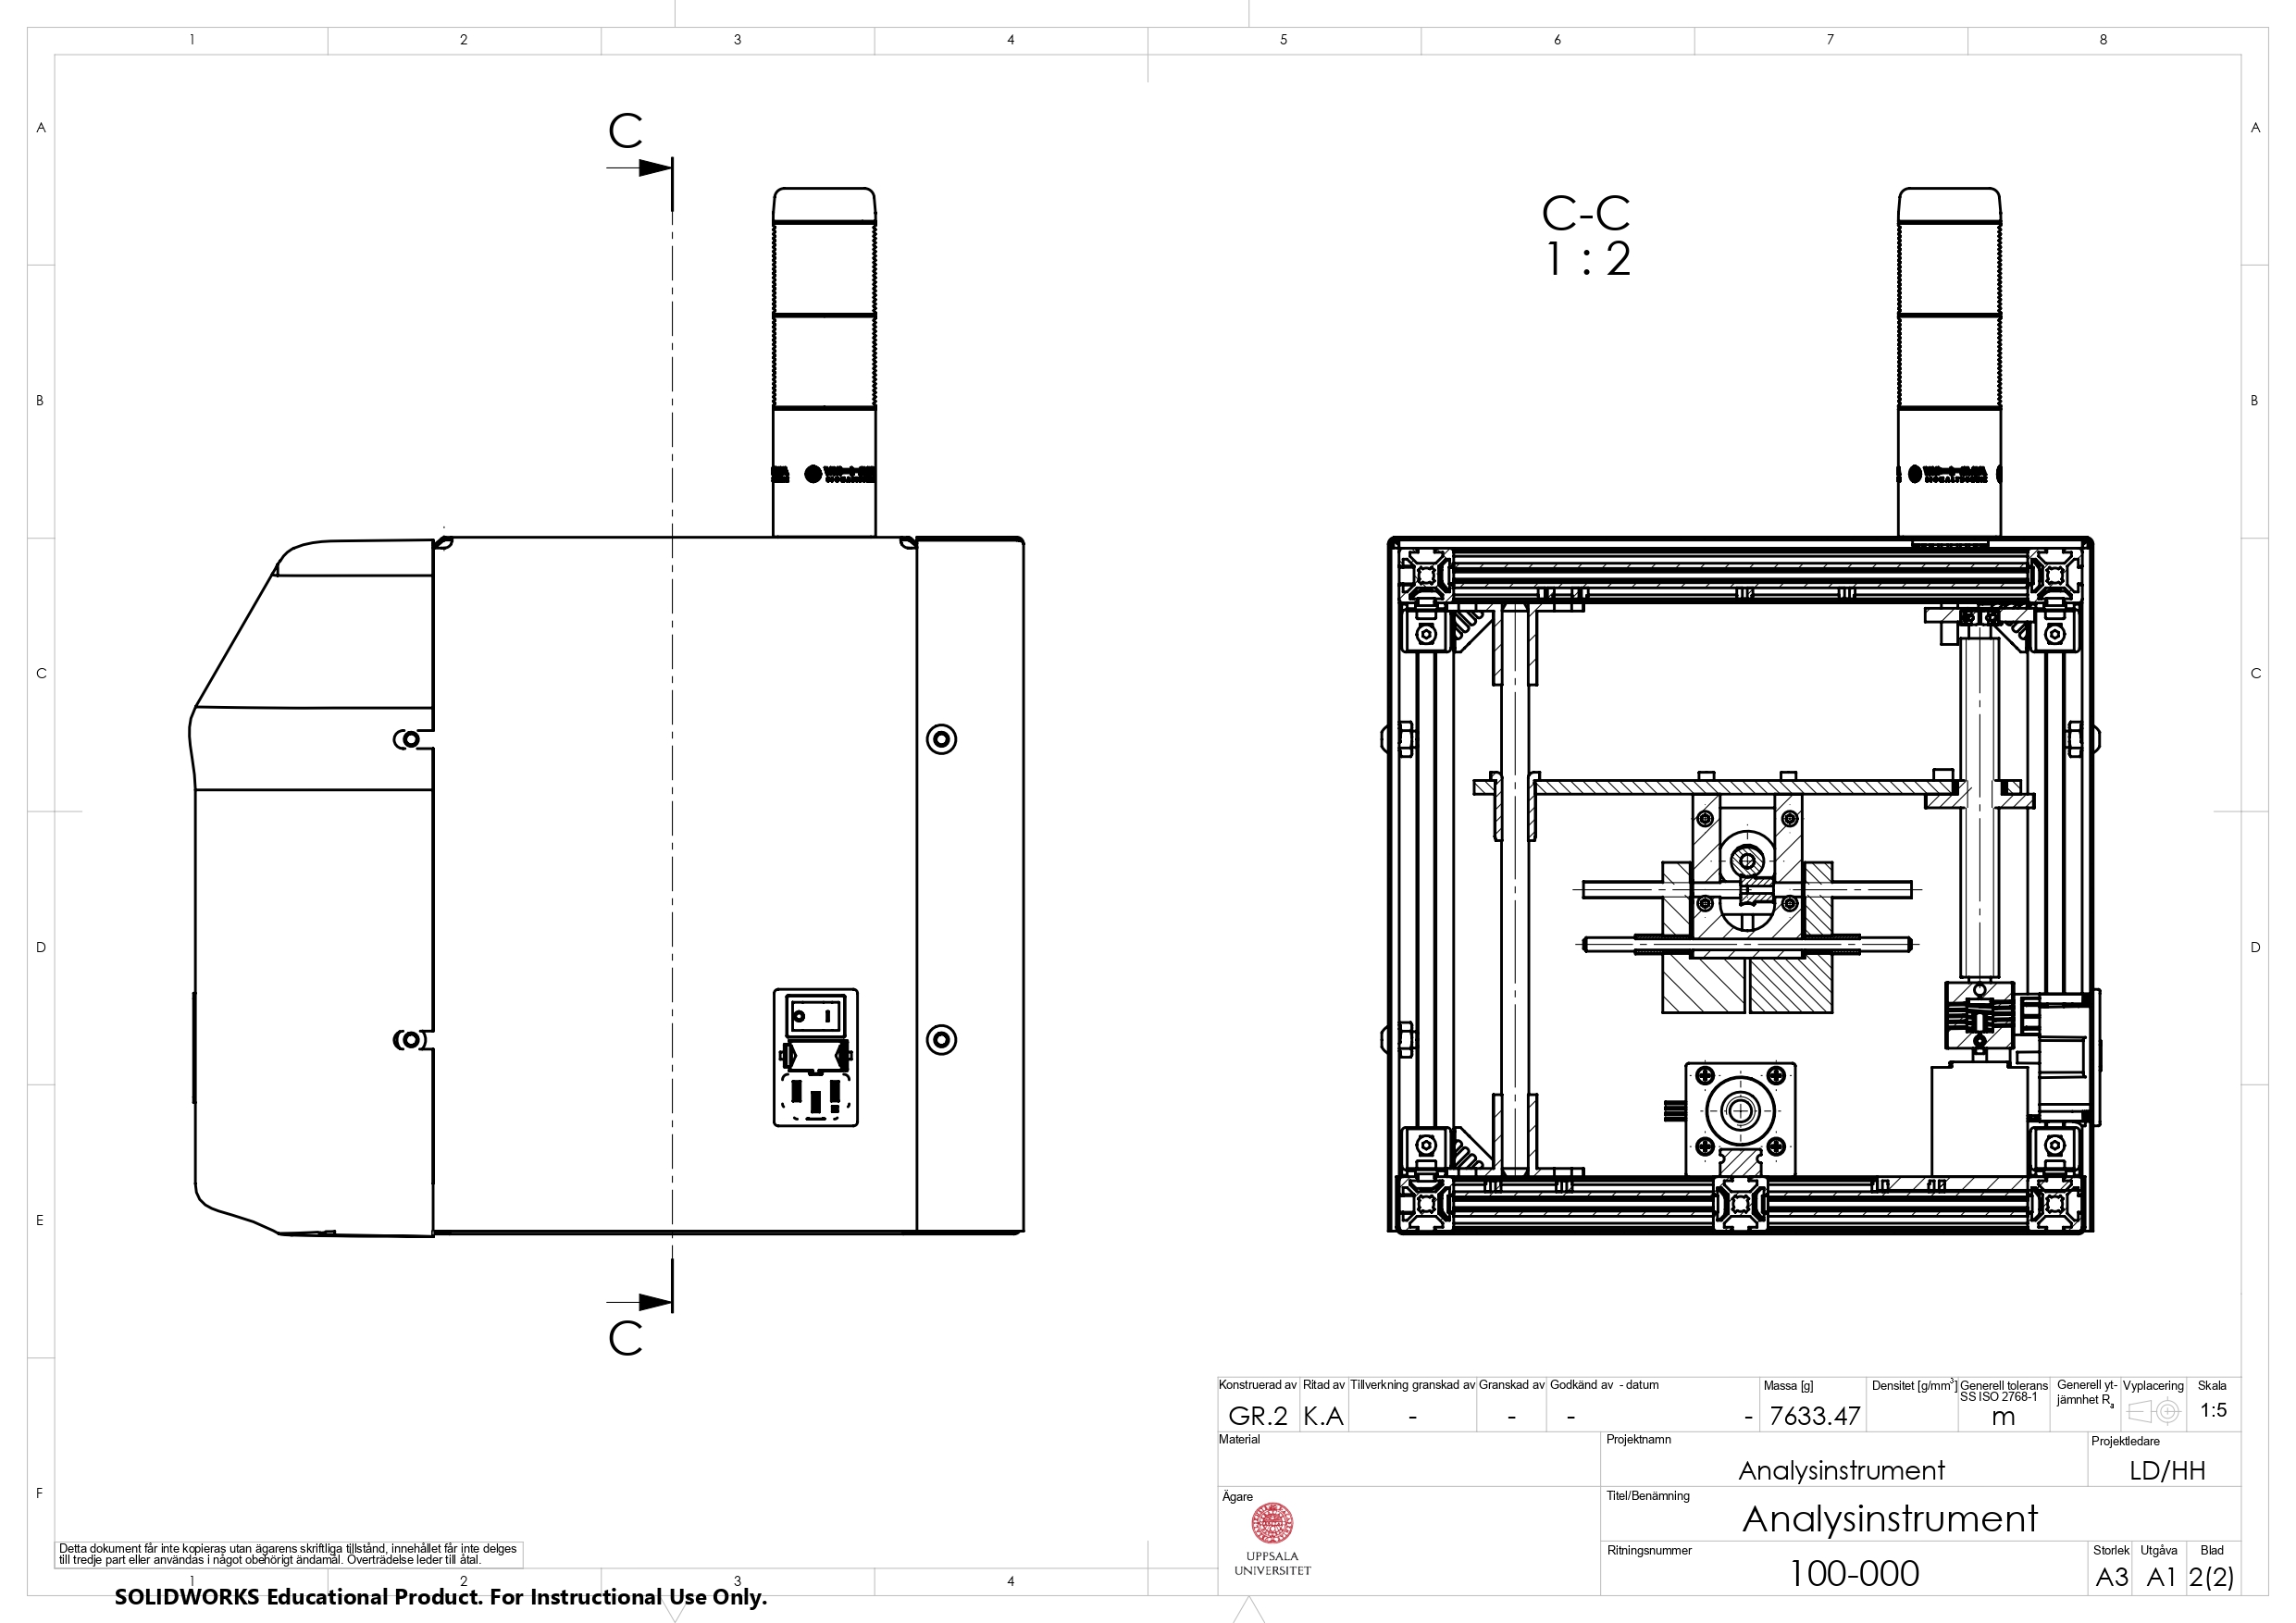 1 2 3 4 5 6 7 8
A A
B B
C C
D D
E
F
C
C
C-C
1 : 2
Konstruerad av Ritad av Tillverkning granskad av Granskad av Godkänd av - datum Massa [g] Densitet [g/mm³] Generell tolerans SS ISO 2768-1 Generell yt-jämnhet Ra Vyplacering Skala
GR.2 K.A - - - - 7633.47 m 1:5
Material Projektnamn Projektledare
Analysinstrument LD/HH
Ägare Titel/Benämning
Analysinstrument
UPPSALA
UNIVERSITET
Ritningsnummer Storlek Utgåva Blad
100-000 A3 A1 2(2)
Detta dokument får inte kopieras utan ägarens skriftliga tillstånd, innehållet får inte delges
till tredje part eller användas i något obehörigt ändamål. Överträdelse leder till åtal.
1 2 3 4
SOLIDWORKS Educational Product. For Instructional Use Only.